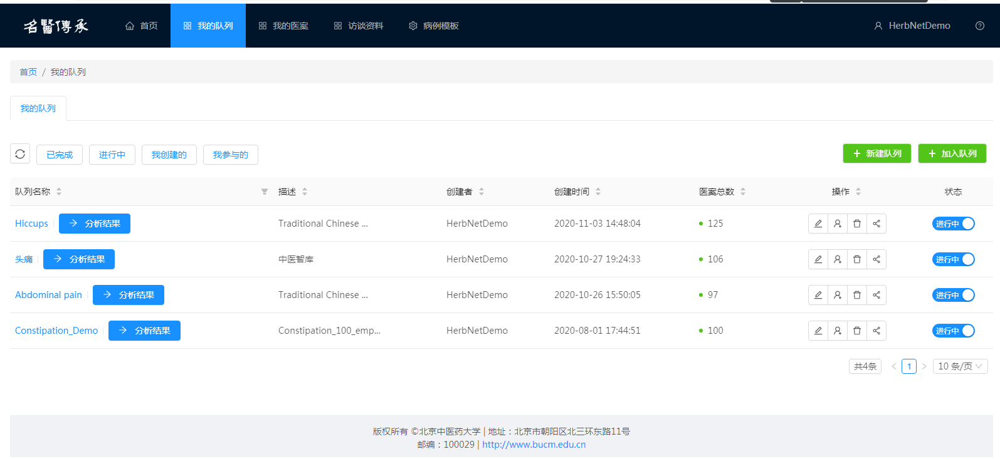 名醫傳承 首页 我的队列 我的医案 访谈资料 病例模板 HerbNetDemo
首页 / 我的队列
我的队列
已完成 进行中 我创建的 我参与的 + 新建队列 + 加入队列
队列名称 描述 创建者 创建时间 医案总数 操作 状态
Hiccups → 分析结果 Traditional Chinese ... HerbNetDemo 2020-11-03 14:48:04 125 进行中
头痛 → 分析结果 中医智库 HerbNetDemo 2020-10-27 19:24:33 106 进行中
Abdominal pain → 分析结果 Traditional Chinese ... HerbNetDemo 2020-10-26 15:50:05 97 进行中
Constipation_Demo → 分析结果 Constipation_100_emp... HerbNetDemo 2020-08-01 17:44:51 100 进行中
共4条 < 1 > 10 条/页
版权所有 ©北京中医药大学 | 地址：北京市朝阳区北三环东路11号
邮编：100029 | http://www.bucm.edu.cn